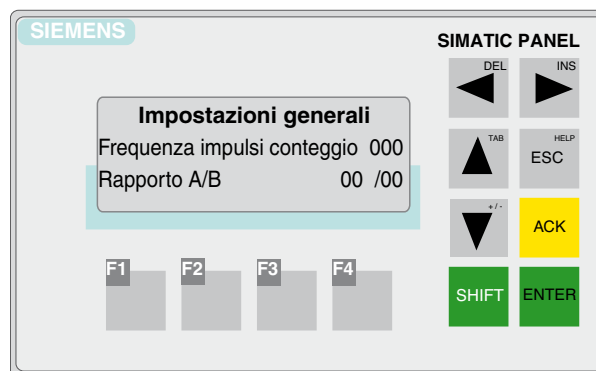 SIEMENS
SIMATIC PANEL
DEL
INS
Impostazioni generali
Frequenza impulsi conteggio 000
Rapporto A/B 00 /00
TAB
HELP
ESC
+ / -
ACK
F1
F2
F3
F4
SHIFT
ENTER